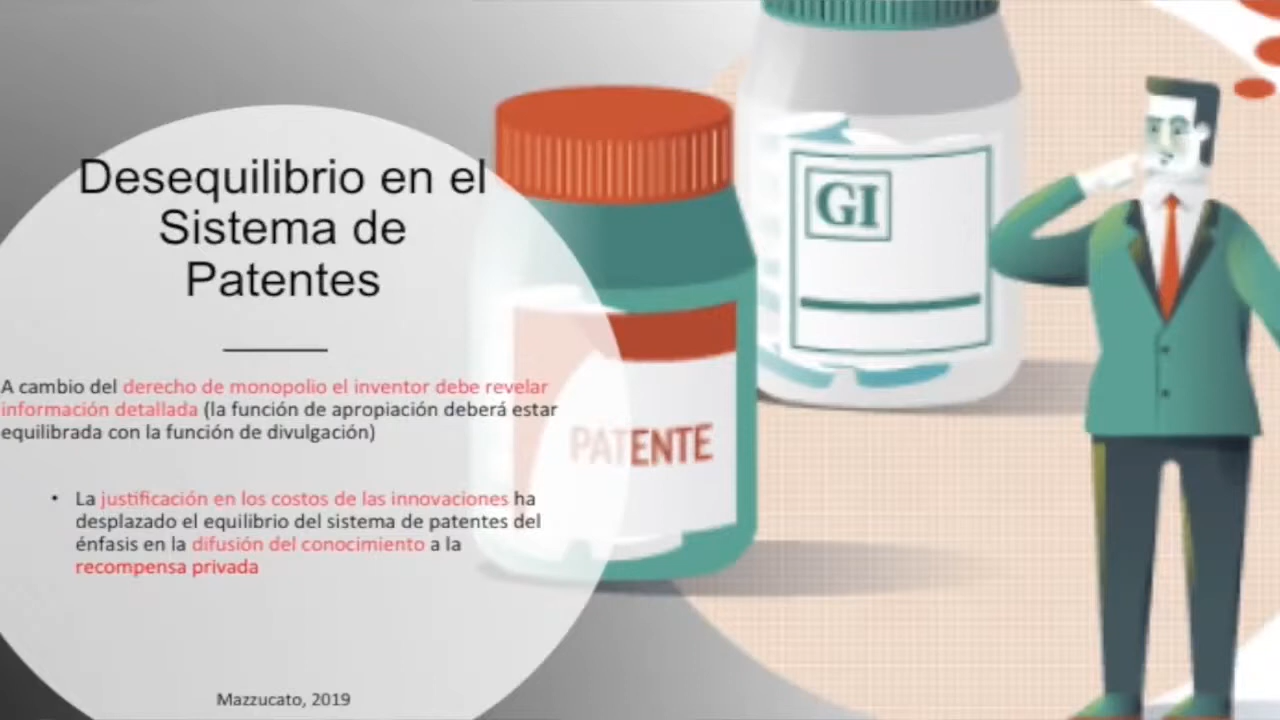 Desequilibrio en el
Sistema de
Patentes
A cambio del derecho de monopolio el inventor debe revelar
información detallada (la función de apropiación deberá estar
equilibrada con la función de divulgación)
• La justificación en los costos de las innovaciones ha
desplazado el equilibrio del sistema de patentes del
énfasis en la difusión del conocimiento a la
recompensa privada
Mazzucato, 2019
PATENTE
GI